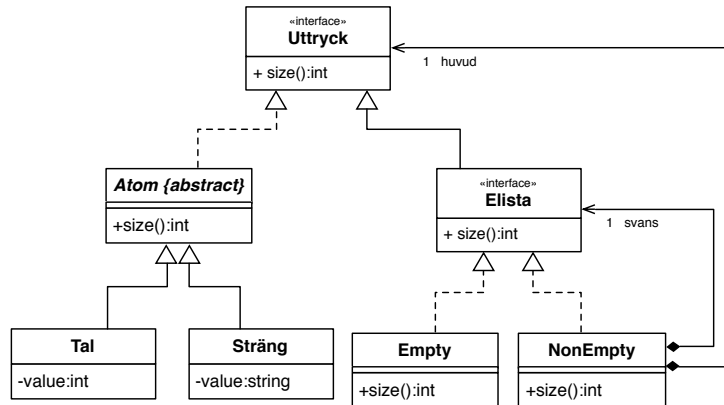 «interface»
Uttryck
+ size():int
1 huvud
Atom {abstract}
+size():int
«interface»
Elista
+ size():int
1 svans
Tal
-value:int
Sträng
-value:string
Empty
+size():int
NonEmpty
+size():int